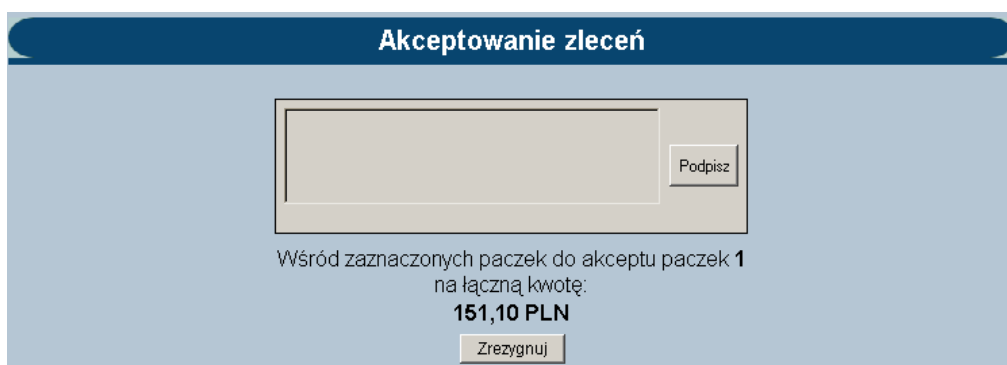 Akceptowanie zleceń
Podpisz
Wśród zaznaczonych paczek do akceptu paczek 1
na łączną kwotę:
151,10 PLN
Zrezygnuj